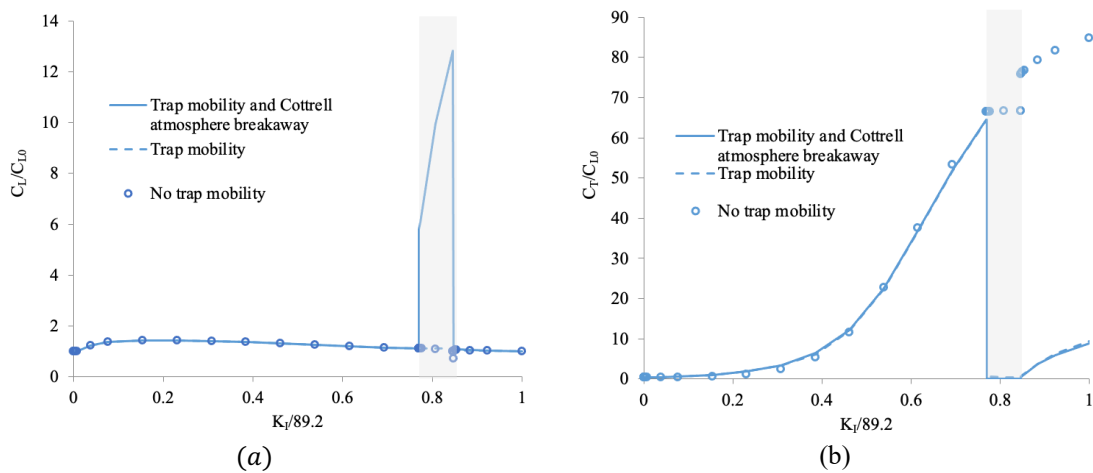 14
12
10
8
6
4
2
0
C_L/C_L0
Trap mobility and Cottrell
atmosphere breakaway
Trap mobility
No trap mobility
0
0.2
0.4
0.6
0.8
1
K_I/89.2
(a)
90
80
70
60
50
40
30
20
10
0
C_T/C_L0
Trap mobility and Cottrell
atmosphere breakaway
Trap mobility
No trap mobility
0
0.2
0.4
0.6
0.8
1
K_I/89.2
(b)